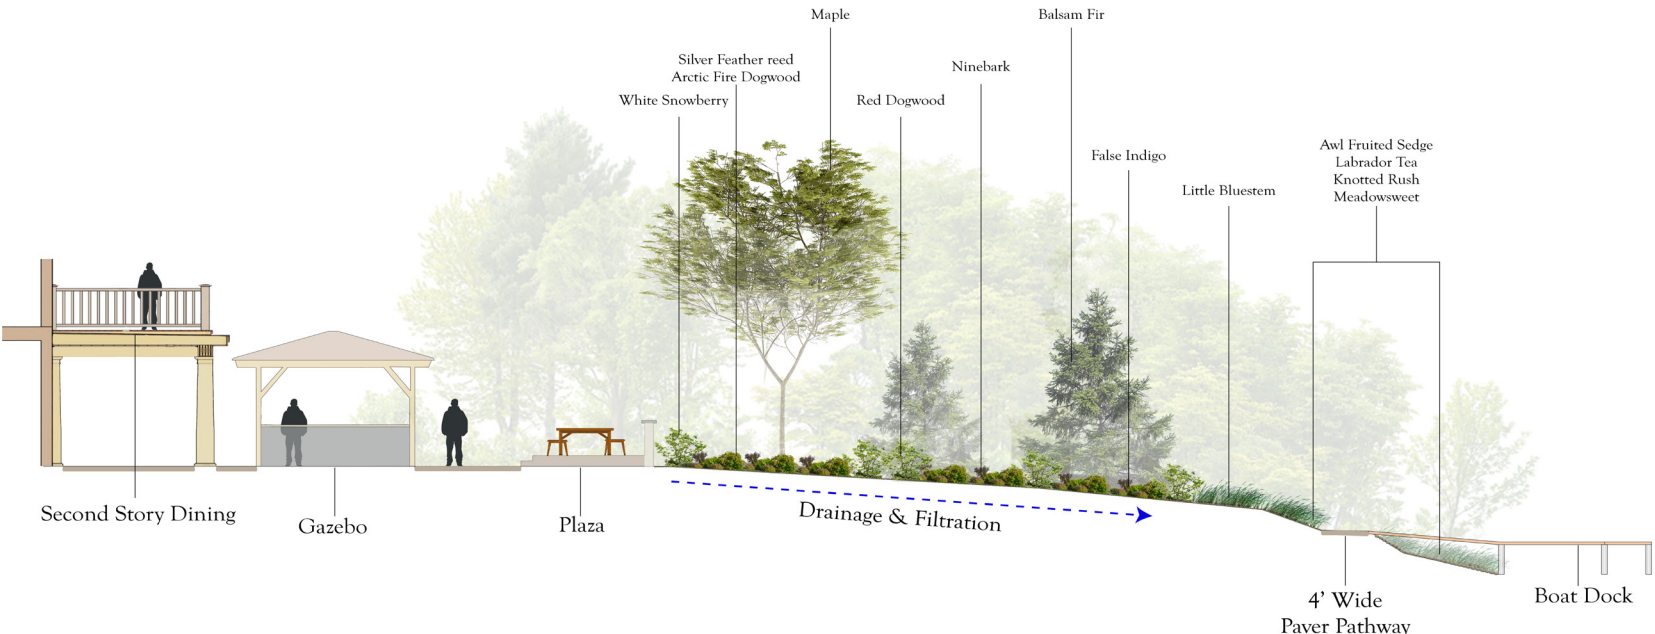 Maple
Balsam Fir
Silver Feather reed
Arctic Fire Dogwood
Ninebark
White Snowberry
Red Dogwood
False Indigo
Awl Fruited Sedge
Labrador Tea
Knotted Rush
Meadowsweet
Little Bluestem
Second Story Dining
Gazebo
Plaza
Drainage & Filtration
4' Wide
Paver Pathway
Boat Dock